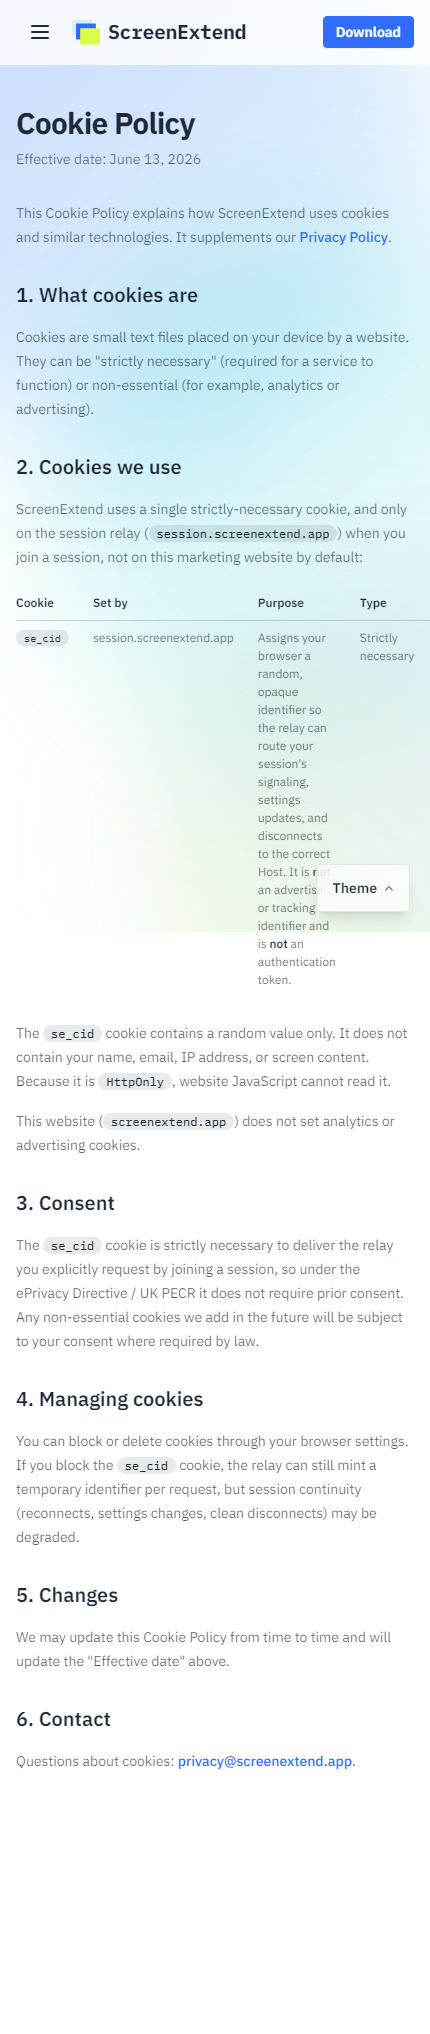 ScreenExtend
Download
Cookie Policy
Effective date: June 13, 2026
This Cookie Policy explains how ScreenExtend uses cookies
and similar technologies. It supplements our Privacy Policy.
1. What cookies are
Cookies are small text files placed on your device by a website.
They can be "strictly necessary" (required for a service to
function) or non-essential (for example, analytics or
advertising).
2. Cookies we use
ScreenExtend uses a single strictly-necessary cookie, and only
on the session relay (session.screenextend.app) when you
join a session, not on this marketing website by default:
Cookie Set by Purpose Type
se_cid session.screenextend.app Assigns your Strictly
browser a necessary
random,
opaque
identifier so
the relay can
route your
session's
signaling,
settings
updates, and
disconnects
to the correct
Host. It is not
an advertising
or tracking
identifier and
is not an
authentication
token.
Theme
The se_cid cookie contains a random value only. It does not
contain your name, email, IP address, or screen content.
Because it is HttpOnly, website JavaScript cannot read it.
This website (screenextend.app) does not set analytics or
advertising cookies.
3. Consent
The se_cid cookie is strictly necessary to deliver the relay
you explicitly request by joining a session, so under the
ePrivacy Directive / UK PECR it does not require prior consent.
Any non-essential cookies we add in the future will be subject
to your consent where required by law.
4. Managing cookies
You can block or delete cookies through your browser settings.
If you block the se_cid cookie, the relay can still mint a
temporary identifier per request, but session continuity
(reconnects, settings changes, clean disconnects) may be
degraded.
5. Changes
We may update this Cookie Policy from time to time and will
update the "Effective date" above.
6. Contact
Questions about cookies: privacy@screenextend.app.